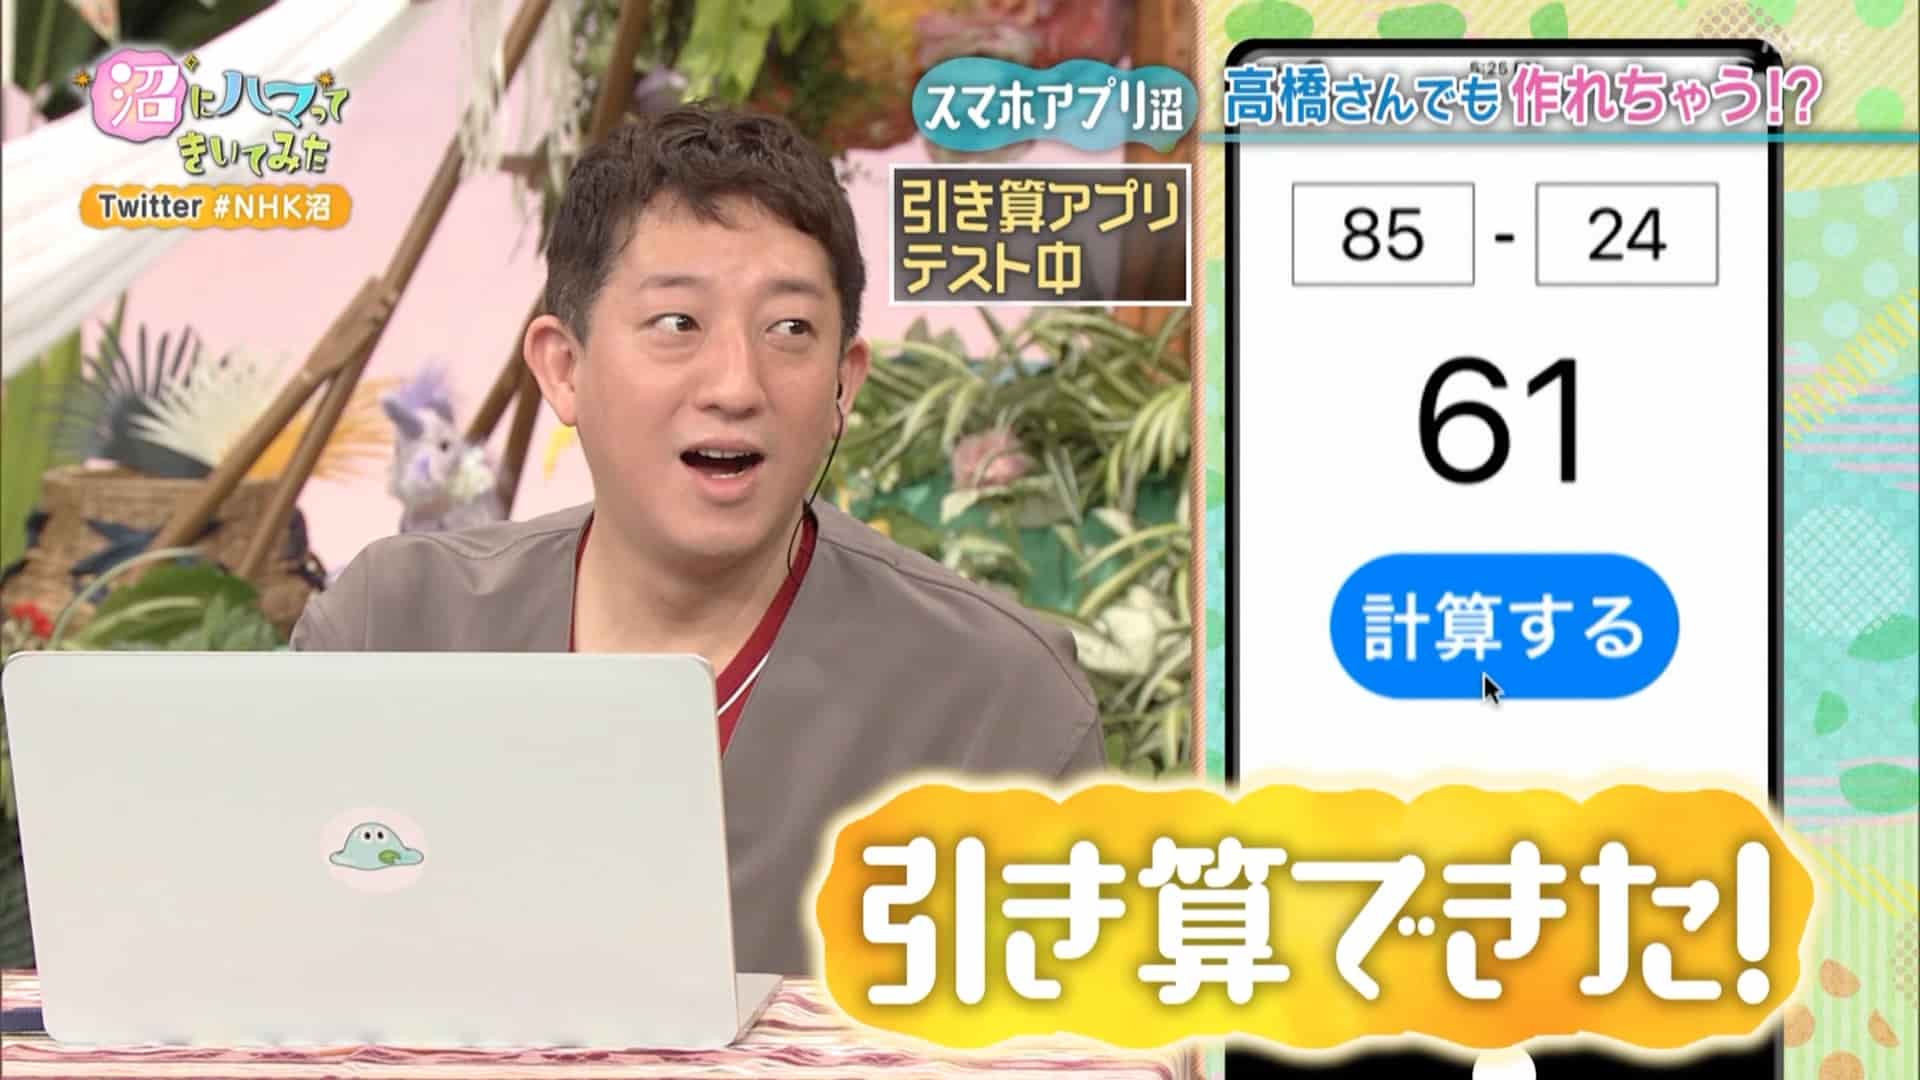 沼にハマって
きいてみた
Twitter #NHK沼
スマホアプリ沼
引き算アプリ
テスト中
高橋さんでも作れちゃう!?
85 - 24
61
計算する
引き算できた!